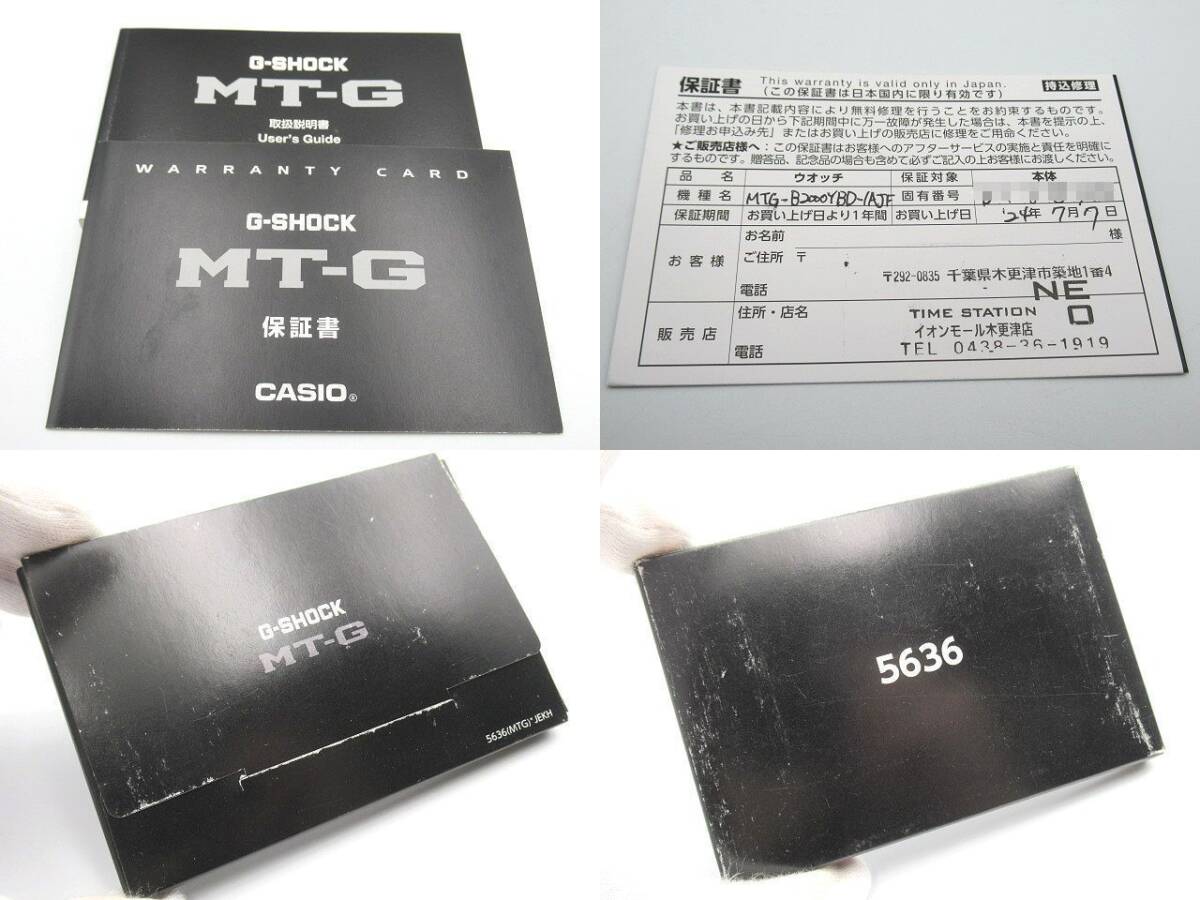 G-SHOCK
MT-G
取扱説明書
User's Guide
WARRANTY CARD
G-SHOCK
MT-G
保証書
CASIO®
保証書 This warranty is valid only in Japan. (この保証書は日本国内に限り有効です) 持込修理
本書は、本書記載内容により無料修理を行うことをお約束するものです。
お買い上げの日から下記期間中に万一故障が発生した場合は、本書を提示の上、
「修理お申込み先」またはお買い上げの販売店に修理をご用命ください。
★ご販売店様へ：この保証書はお客様へのアフターサービスの実施と責任を明確に
するものです。贈答品、記念品の場合も含めて必ずご記入の上お客様にお渡しください。
品名 ウオッチ 保証対象 本体
機種名 MTG-B2000YBD-1AJF 固有番号
保証期間 お買い上げ日より1年間 お買い上げ日 '24年 7月 7日
お客様 お名前 様
ご住所 〒
〒292-0835 千葉県木更津市築地1番4
電話
NEO
販売店 住所・店名 TIME STATION
イオンモール木更津店
電話 TEL 0438-36-1919
G-SHOCK
MT-G
5636(MTG)*JEKH
5636